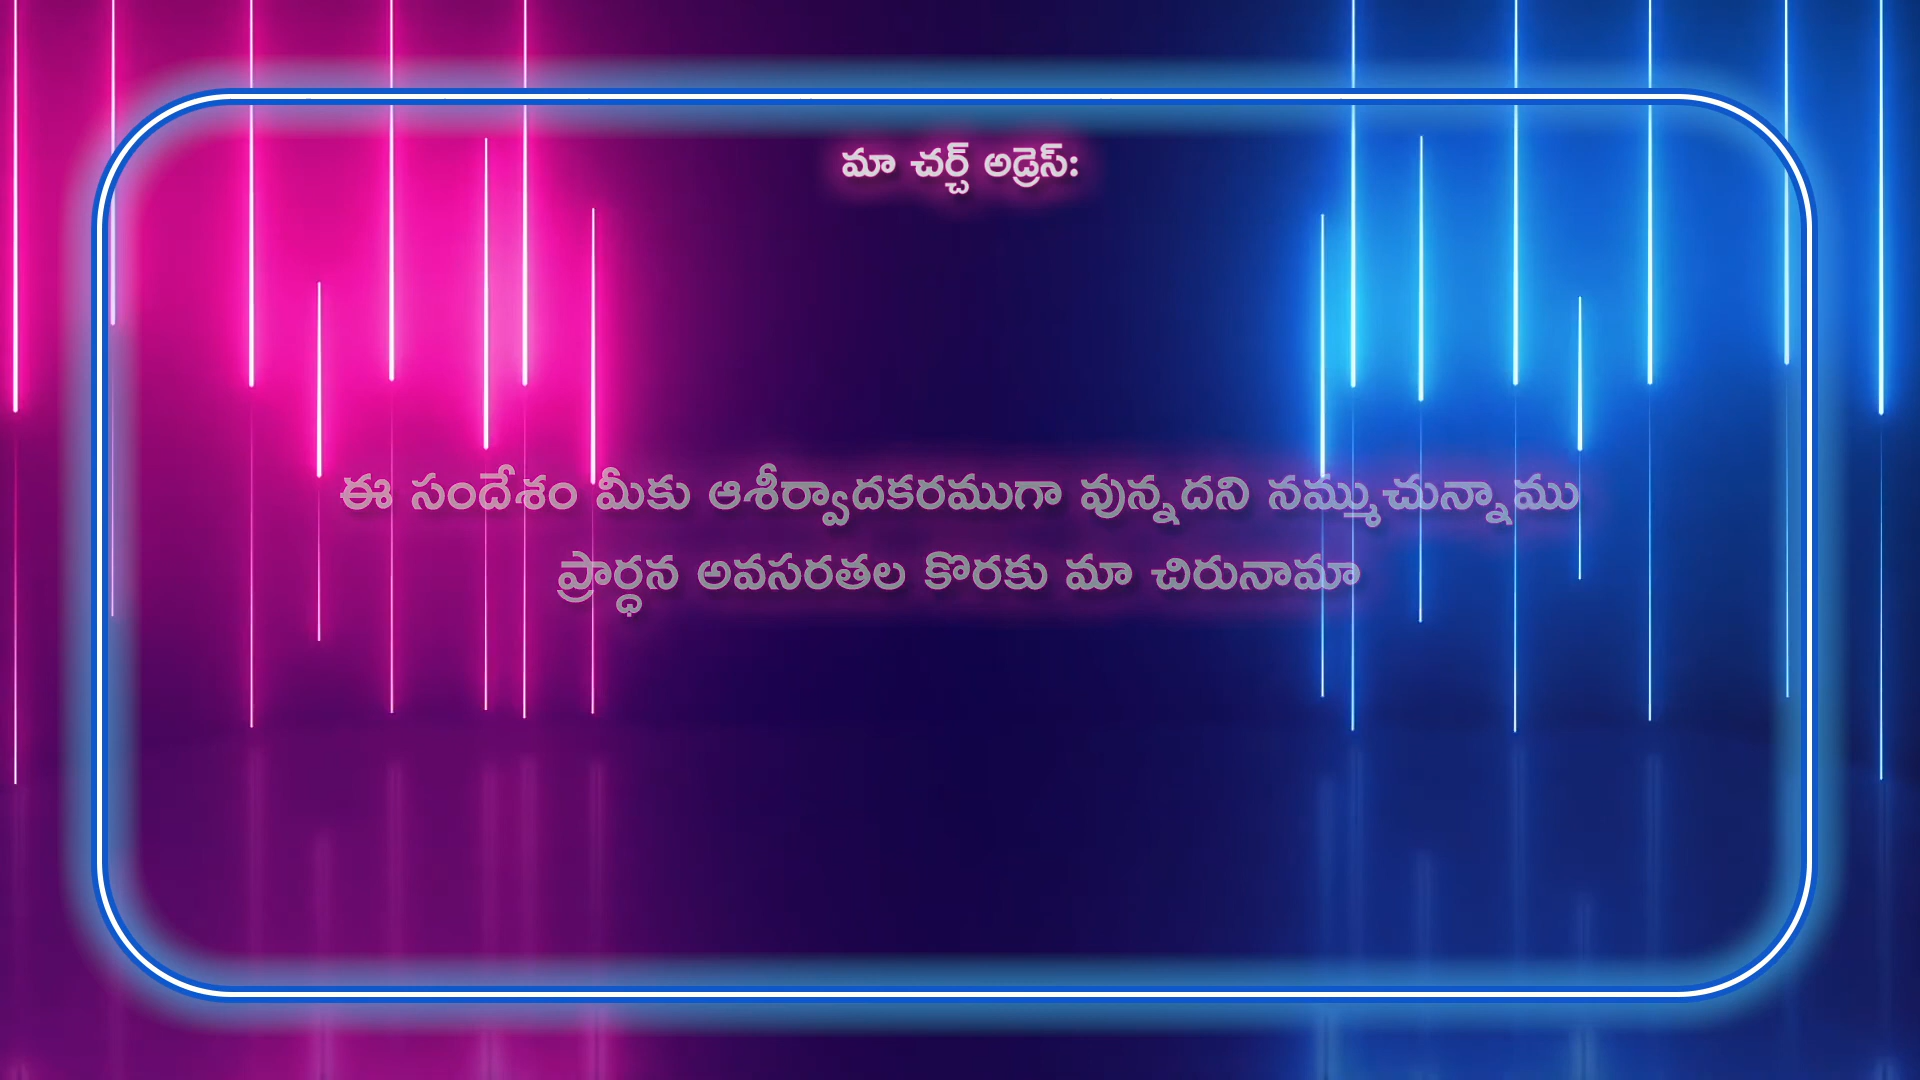 మా చర్చ్ అడ్రెస్:
ఈ సందేశం మీకు ఆశీర్వాదకరముగా వున్నదని నమ్ముచున్నాము
ప్రార్ధన అవసరతల కొరకు మా చిరునామా